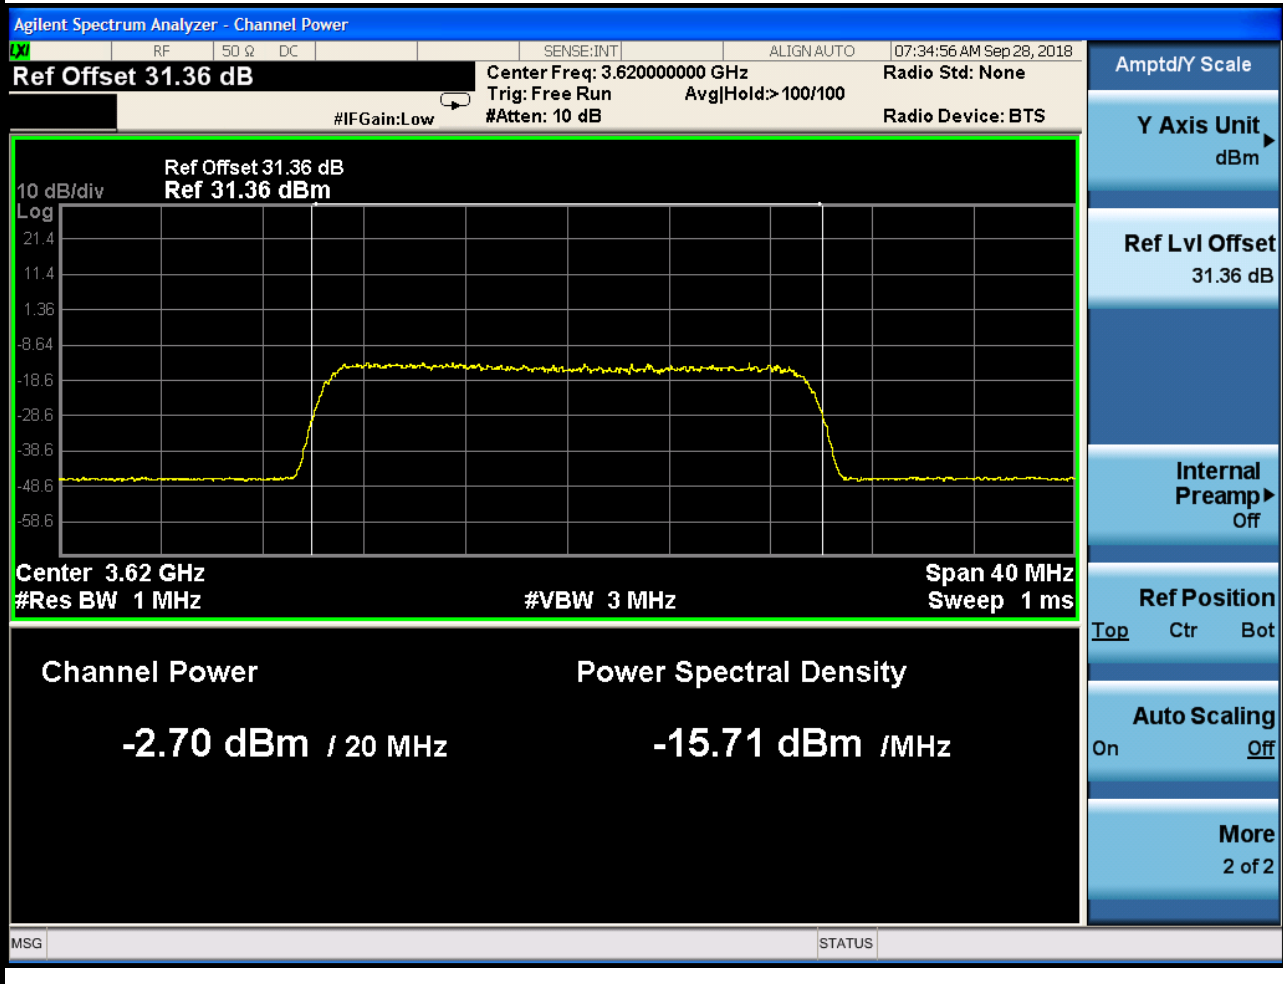 Agilent Spectrum Analyzer - Channel Power
LXI RF 50 Ω DC SENSE:INT ALIGN AUTO 07:34:56 AM Sep 28, 2018
Ref Offset 31.36 dB
Center Freq: 3.620000000 GHz
Radio Std: None
Trig: Free Run
Avg|Hold:>100/100
#IFGain:Low
#Atten: 10 dB
Radio Device: BTS
Ref Offset 31.36 dB
10 dB/div
Ref 31.36 dBm
Log
21.4
11.4
1.36
-8.64
-18.6
-28.6
-38.6
-48.6
-58.6
Center 3.62 GHz
Span 40 MHz
#Res BW 1 MHz
#VBW 3 MHz
Sweep 1 ms
Channel Power
Power Spectral Density
-2.70 dBm / 20 MHz
-15.71 dBm /MHz
MSG
STATUS
Amptd/Y Scale
Y Axis Unit
dBm
Ref Lvl Offset
31.36 dB
Internal
Preamp
Off
Ref Position
Top Ctr Bot
Auto Scaling
On Off
More
2 of 2